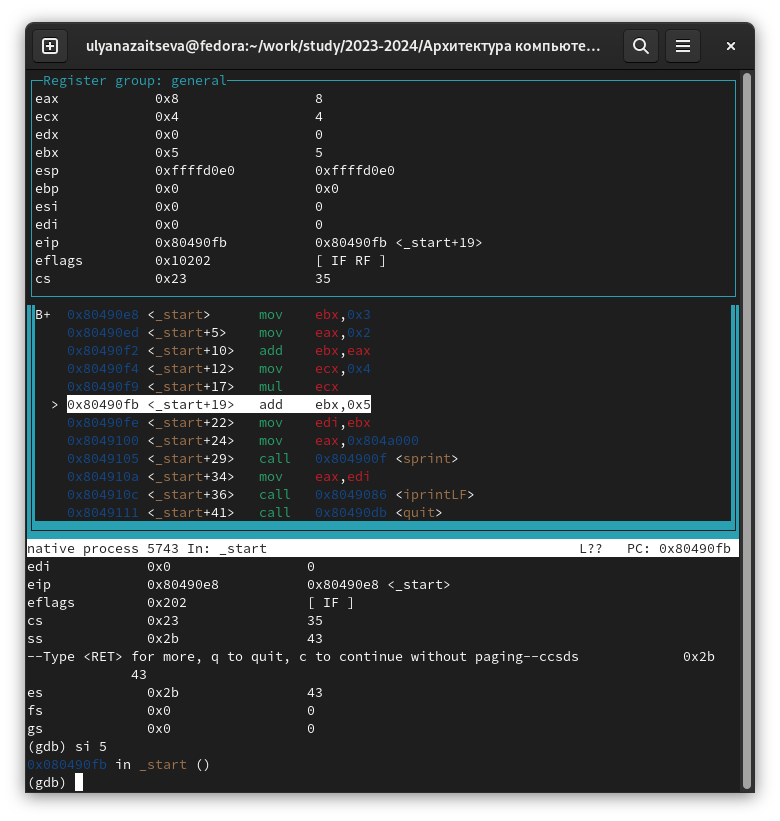 ulyanazaitseva@fedora:~/work/study/2023-2024/Архитектура компьюте...
Register group: general
eax 0x8 8
ecx 0x4 4
edx 0x0 0
ebx 0x5 5
esp 0xffffd0e0 0xffffd0e0
ebp 0x0 0x0
esi 0x0 0
edi 0x0 0
eip 0x80490fb 0x80490fb <_start+19>
eflags 0x10202 [ IF RF ]
cs 0x23 35
B+ 0x80490e8 <_start> mov ebx,0x3
0x80490ed <_start+5> mov eax,0x2
0x80490f2 <_start+10> add ebx,eax
0x80490f4 <_start+12> mov ecx,0x4
0x80490f9 <_start+17> mul ecx
> 0x80490fb <_start+19> add ebx,0x5
0x80490fe <_start+22> mov edi,ebx
0x8049100 <_start+24> mov eax,0x804a000
0x8049105 <_start+29> call 0x804900f <sprint>
0x804910a <_start+34> mov eax,edi
0x804910c <_start+36> call 0x8049086 <iprintLF>
0x8049111 <_start+41> call 0x80490db <quit>
native process 5743 In: _start L?? PC: 0x80490fb
edi 0x0 0
eip 0x80490e8 0x80490e8 <_start>
eflags 0x202 [ IF ]
cs 0x23 35
ss 0x2b 43
--Type <RET> for more, q to quit, c to continue without paging--ccsds 0x2b
43
es 0x2b 43
fs 0x0 0
gs 0x0 0
(gdb) si 5
0x080490fb in _start ()
(gdb)